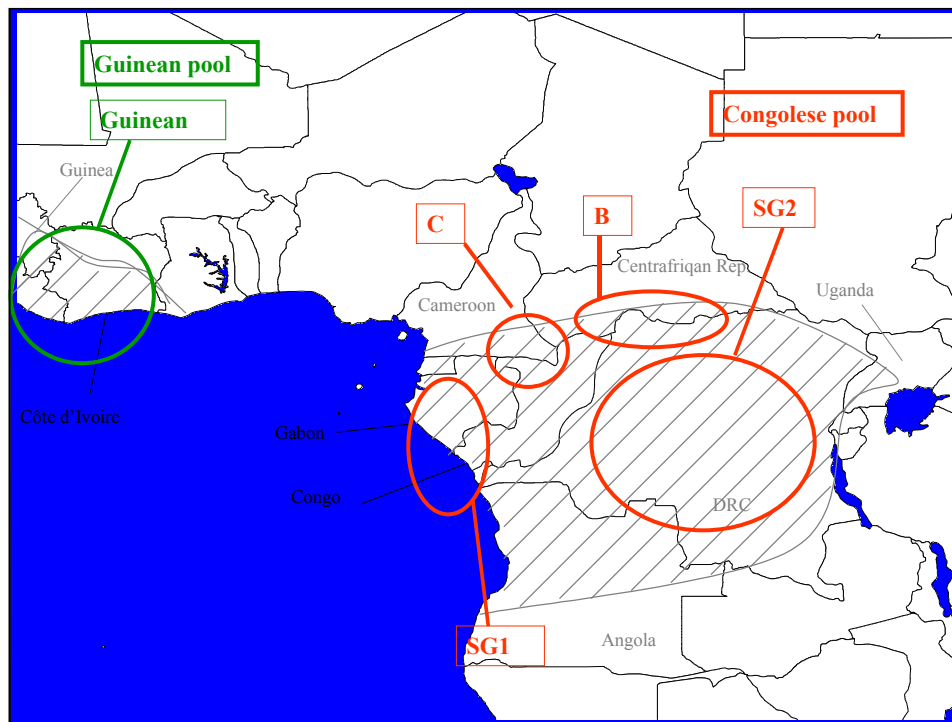 Guinean pool
Guinean
Congolese pool
Guinea
C
B
SG2
Centrafriqan Rep.
Cameroon
Uganda
Côte d'Ivoire
Gabon
Congo
DRC
SG1
Angola